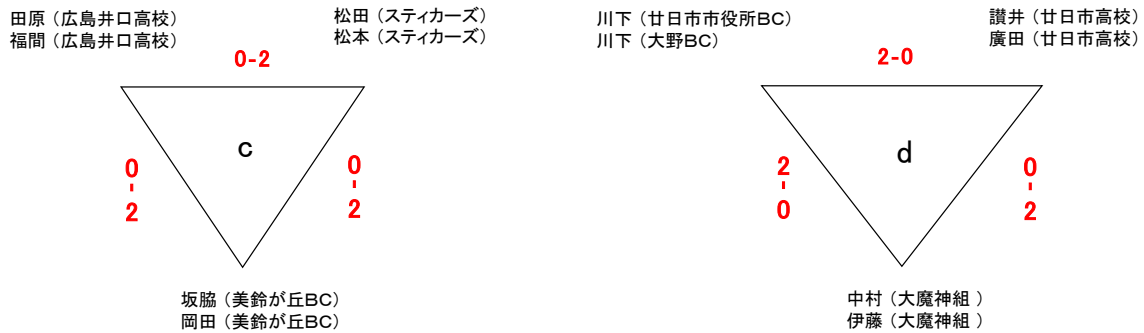 田原（広島井口高校）
福間（広島井口高校）
松田（スティカーズ）
松本（スティカーズ）
0-2
c
0-2
0-2
坂脇（美鈴が丘BC）
岡田（美鈴が丘BC）
川下（廿日市市役所BC）
川下（大野BC）
讃井（廿日市高校）
廣田（廿日市高校）
2-0
d
2-0
0-2
中村（大魔神組 ）
伊藤（大魔神組 ）